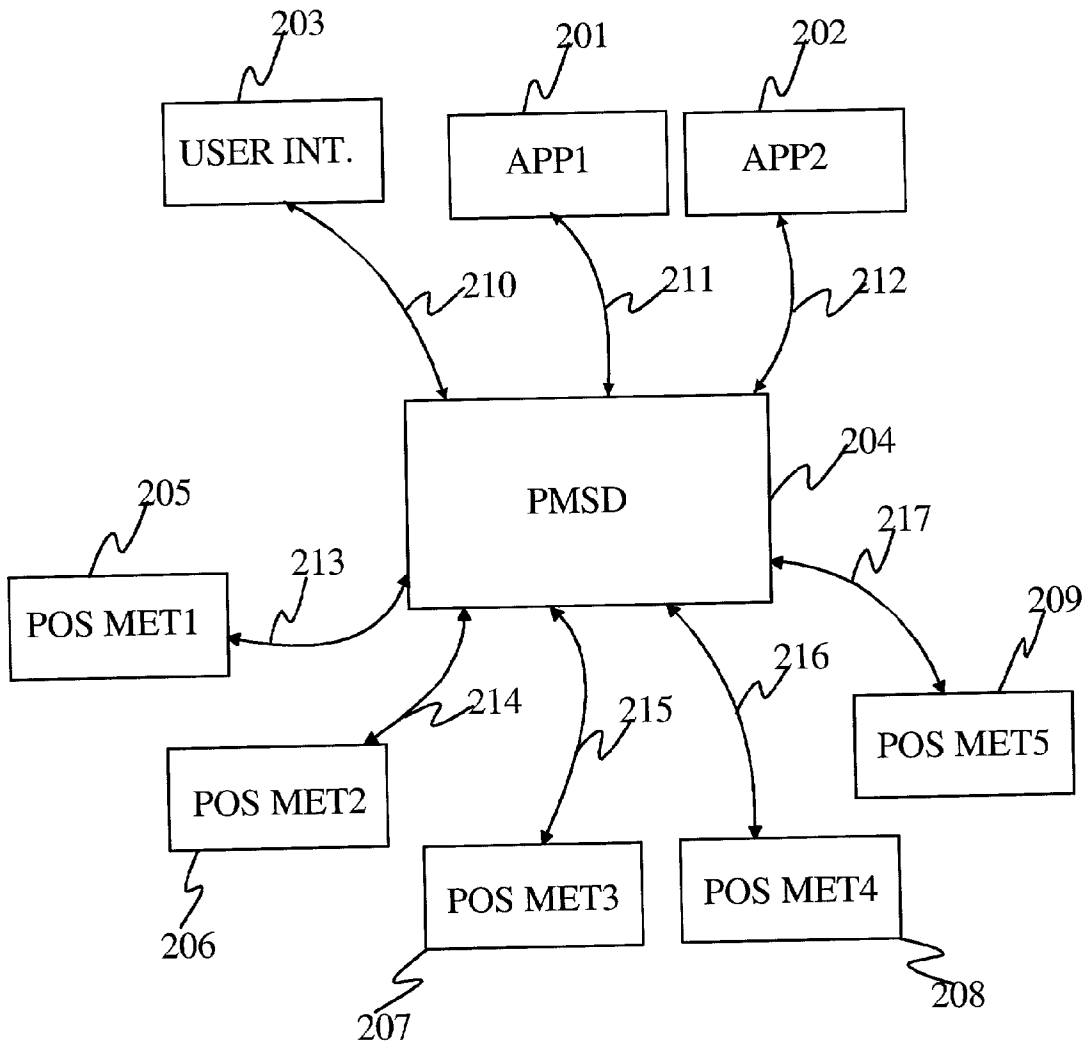 203
201
202
USER INT.
APP1
APP2
210
211
212
204
PMSD
205
217
213
209
POS MET1
216
214
215
POS MET5
POS MET2
POS MET3
POS MET4
206
208
207